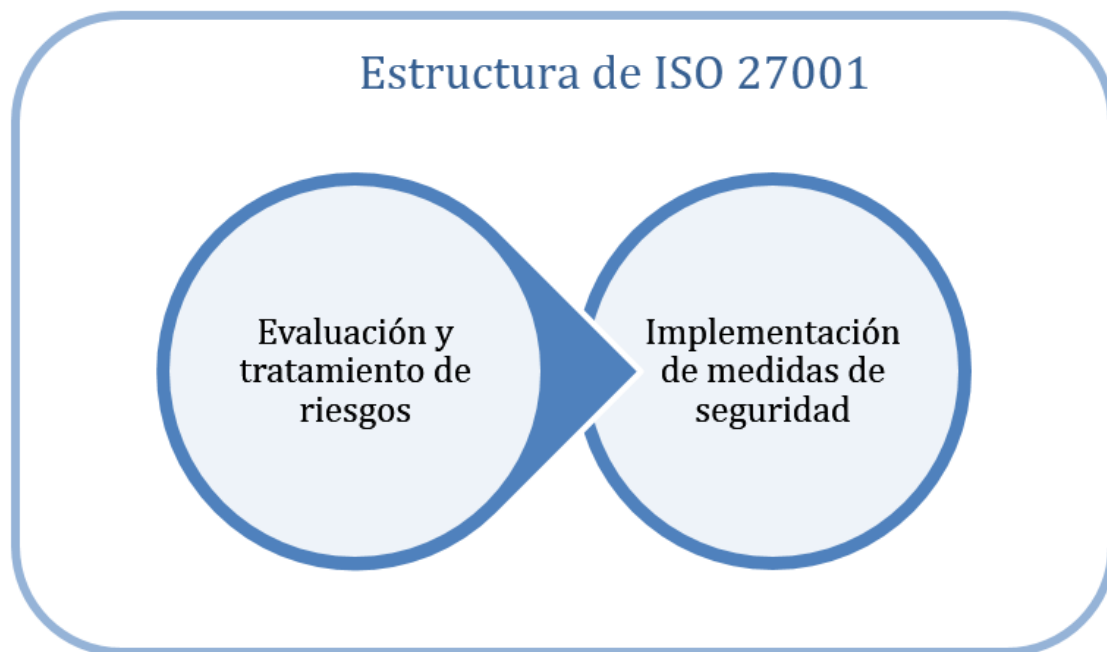 Estructura de ISO 27001
Evaluación y
tratamiento de
riesgos
Implementación
de medidas de
seguridad